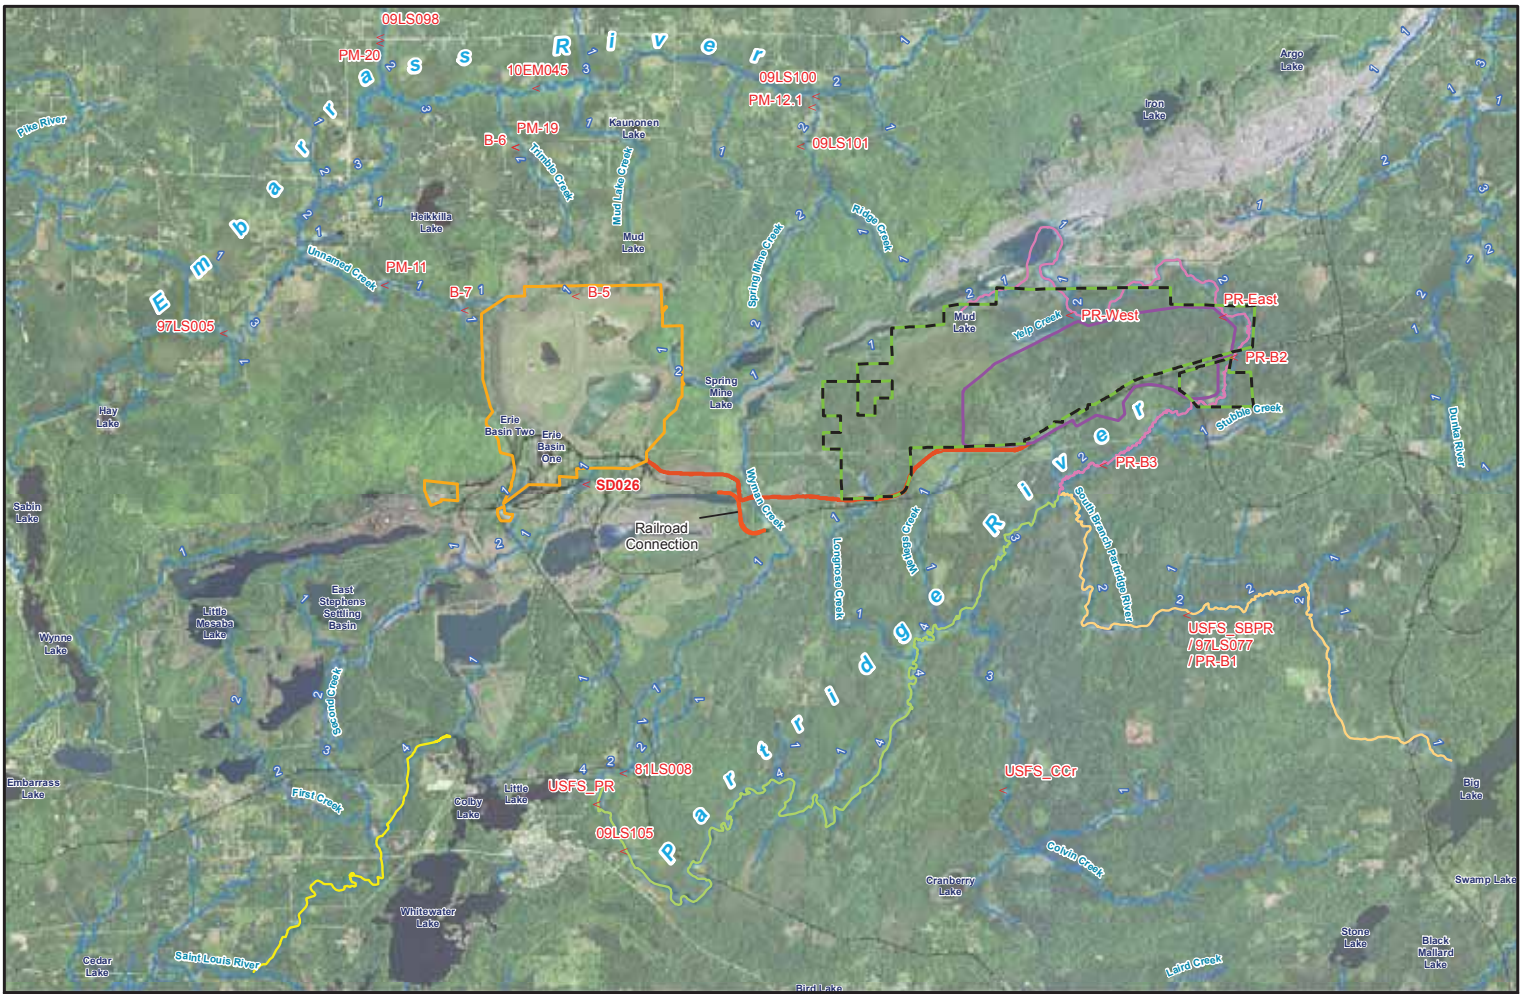 09LS098
PM-20
10EM045
09LS100
PM-12.1
09LS101
Embarrass River
Argo
Lake
Iron
Lake
Pike River
B-6
PM-19
Kaunonen
Lake
Trimble Creek
Mud Lake Creek
Heikkilla
Lake
Mud
Lake
Ridge Creek
Spring Mine Creek
Unnamed Creek
PM-11
B-7
B-5
97LS005
Mud
Lake
Yelp Creek
PR-West
PR-East
PR-B2
Spring
Mine
Lake
Hay
Lake
Erie
Basin Two
Erie
Basin
One
Stubble Creek
Dunka River
PR-B3
SD026
Wyman Creek
Railroad
Connection
Sabin
Lake
Longnose Creek
Wetlegs Creek
South Branch Partridge River
Partridge River
East
Stephens
Settling
Basin
Little
Mesaba
Lake
Wynne
Lake
USFS_SBPR
/ 97LS077
/ PR-B1
Second Creek
81LS008
USFS_PR
USFS_CCr
Embarrass
Lake
First Creek
Colby
Lake
Little
Lake
Big
Lake
09LS105
Colvin Creek
Cranberry
Lake
Swamp Lake
Whitewater
Lake
Stone
Lake
Black
Mallard
Lake
Cedar
Lake
Saint Louis River
Laird Creek
Bird Lake